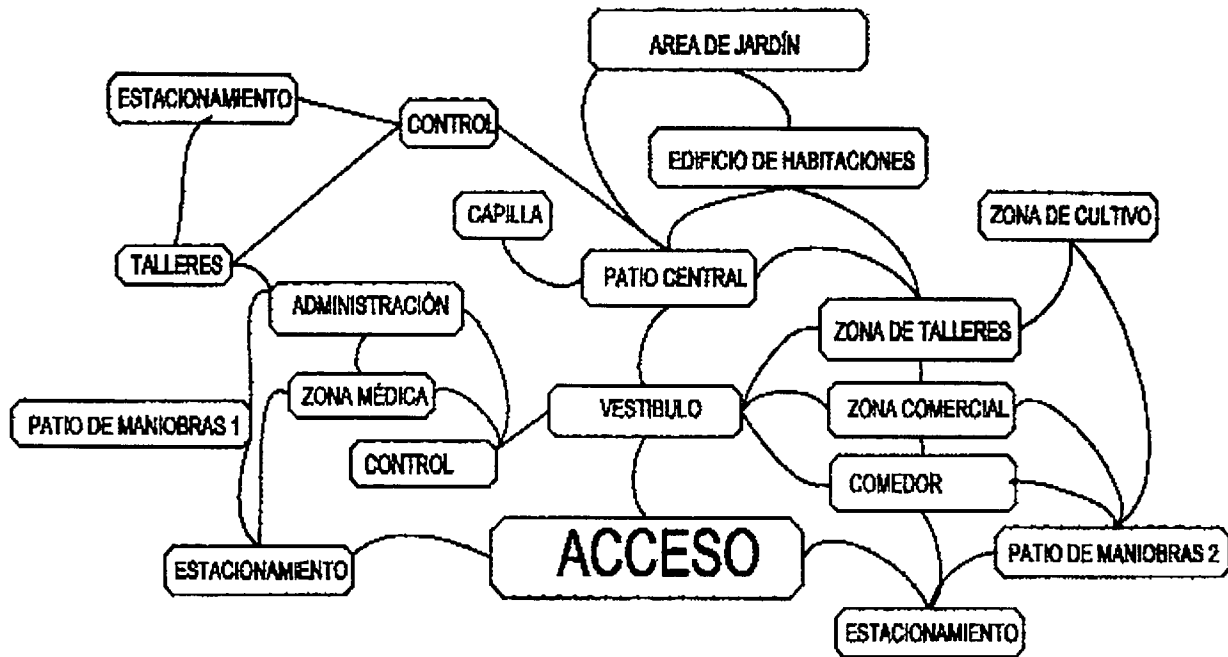 AREA DE JARDÍN
ESTACIONAMIENTO
CONTROL
EDIFICIO DE HABITACIONES
CAPILLA
ZONA DE CULTIVO
TALLERES
PATIO CENTRAL
ADMINISTRACIÓN
ZONA DE TALLERES
ZONA MÉDICA
VESTIBULO
ZONA COMERCIAL
PATIO DE MANIOBRAS 1
CONTROL
COMEDOR
ACCESO
PATIO DE MANIOBRAS 2
ESTACIONAMIENTO
ESTACIONAMIENTO